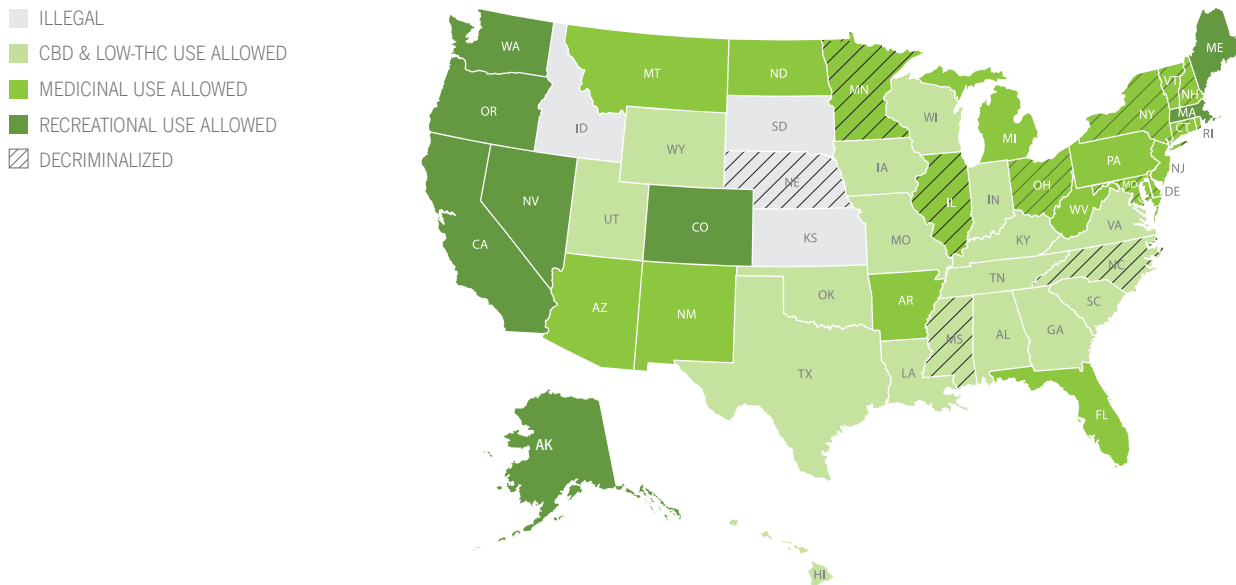 ILLEGAL
CBD & LOW-THC USE ALLOWED
MEDICINAL USE ALLOWED
RECREATIONAL USE ALLOWED
DECRIMINALIZED
WA
ME
MT
ND
VT
NH
MN
OR
NY
MA
ID
SD
WI
MI
CT
RI
WY
PA
NJ
IA
NE
OH
MD
DE
NV
UT
IL
IN
WV
CO
KS
MO
KY
VA
CA
TN
NC
AZ
NM
OK
AR
SC
MS
AL
GA
TX
LA
FL
AK
HI